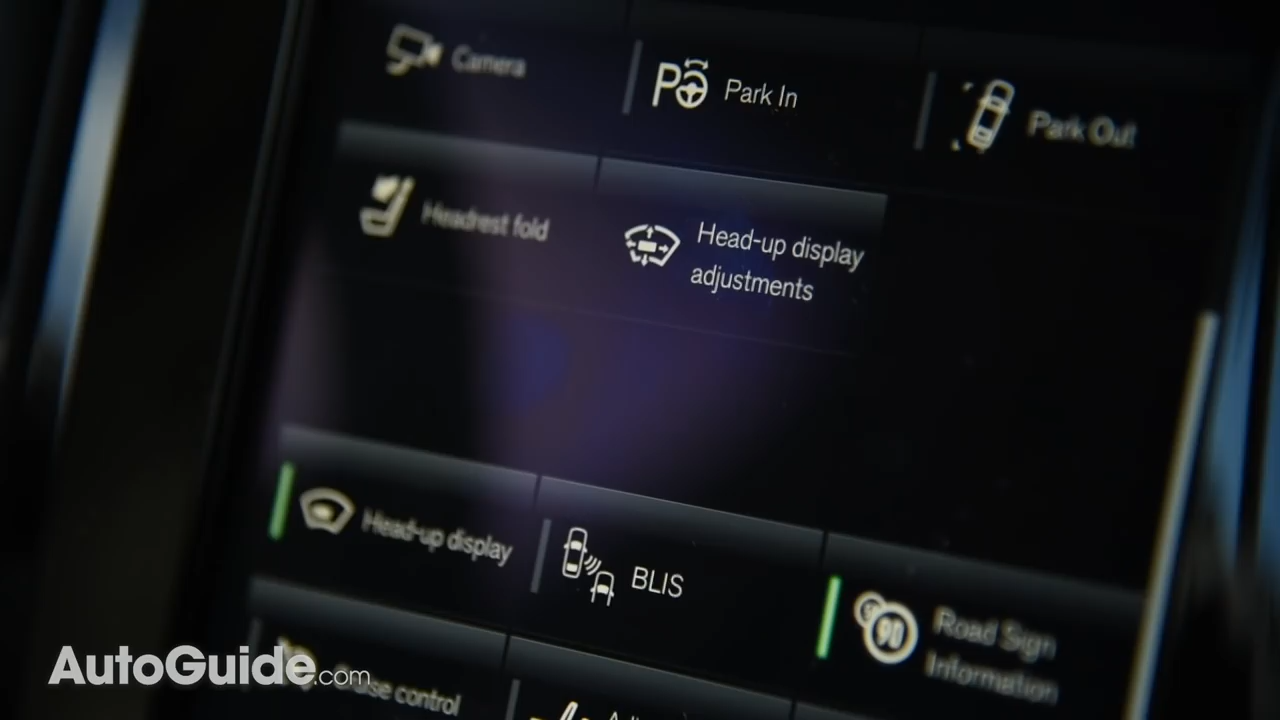 Camera
Park In
Park Out
Headrest fold
Head-up display
adjustments
Head-up display
BLIS
90
Road Sign
Information
cruise control
AutoGuide.com